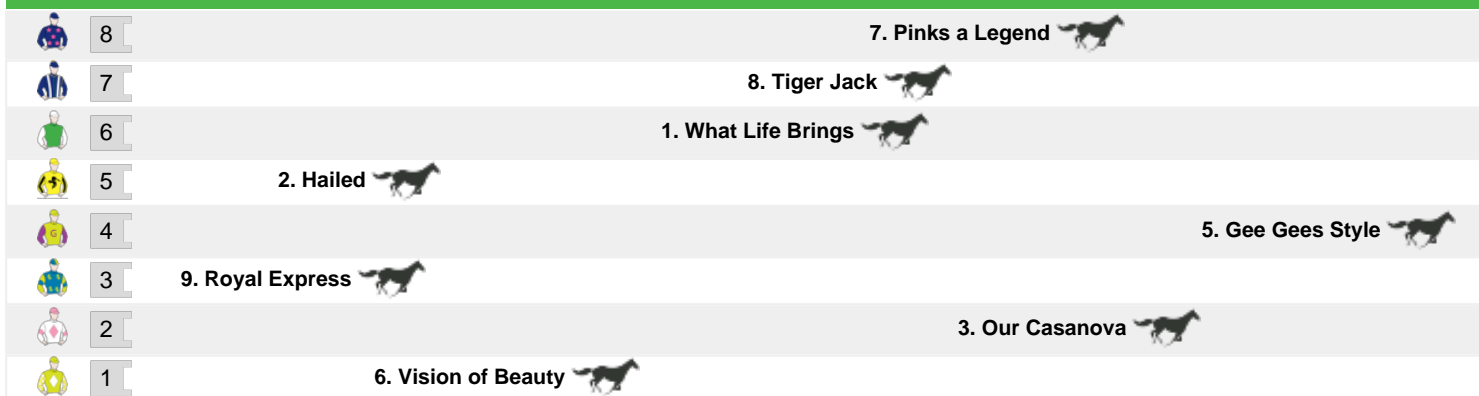 8 7. Pinks a Legend
7 8. Tiger Jack
6 1. What Life Brings
5 2. Hailed
4 5. Gee Gees Style
G
3 9. Royal Express
2 3. Our Casanova
1 6. Vision of Beauty